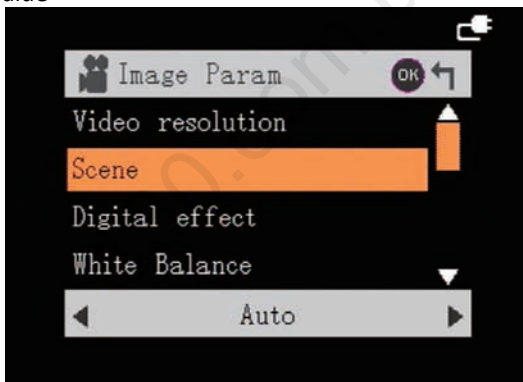 Image Param OK
Video resolution
Scene
Digital effect
White Balance
Auto